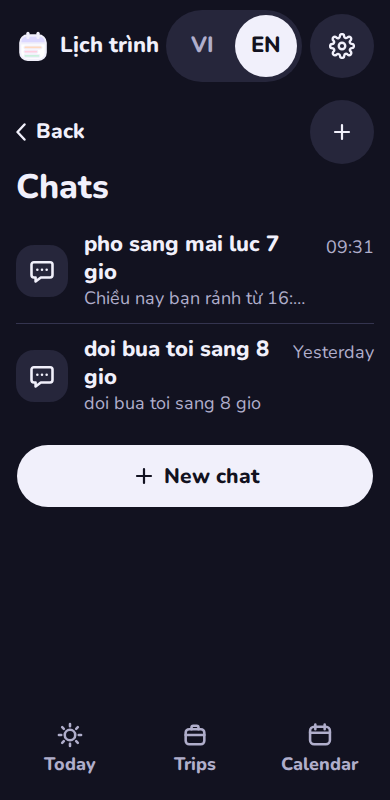 Lịch trình
VI
EN
Back
Chats
pho sang mai luc 7
gio
09:31
Chiều nay bạn rảnh từ 16:...
doi bua toi sang 8
gio
Yesterday
doi bua toi sang 8 gio
New chat
Today
Trips
Calendar